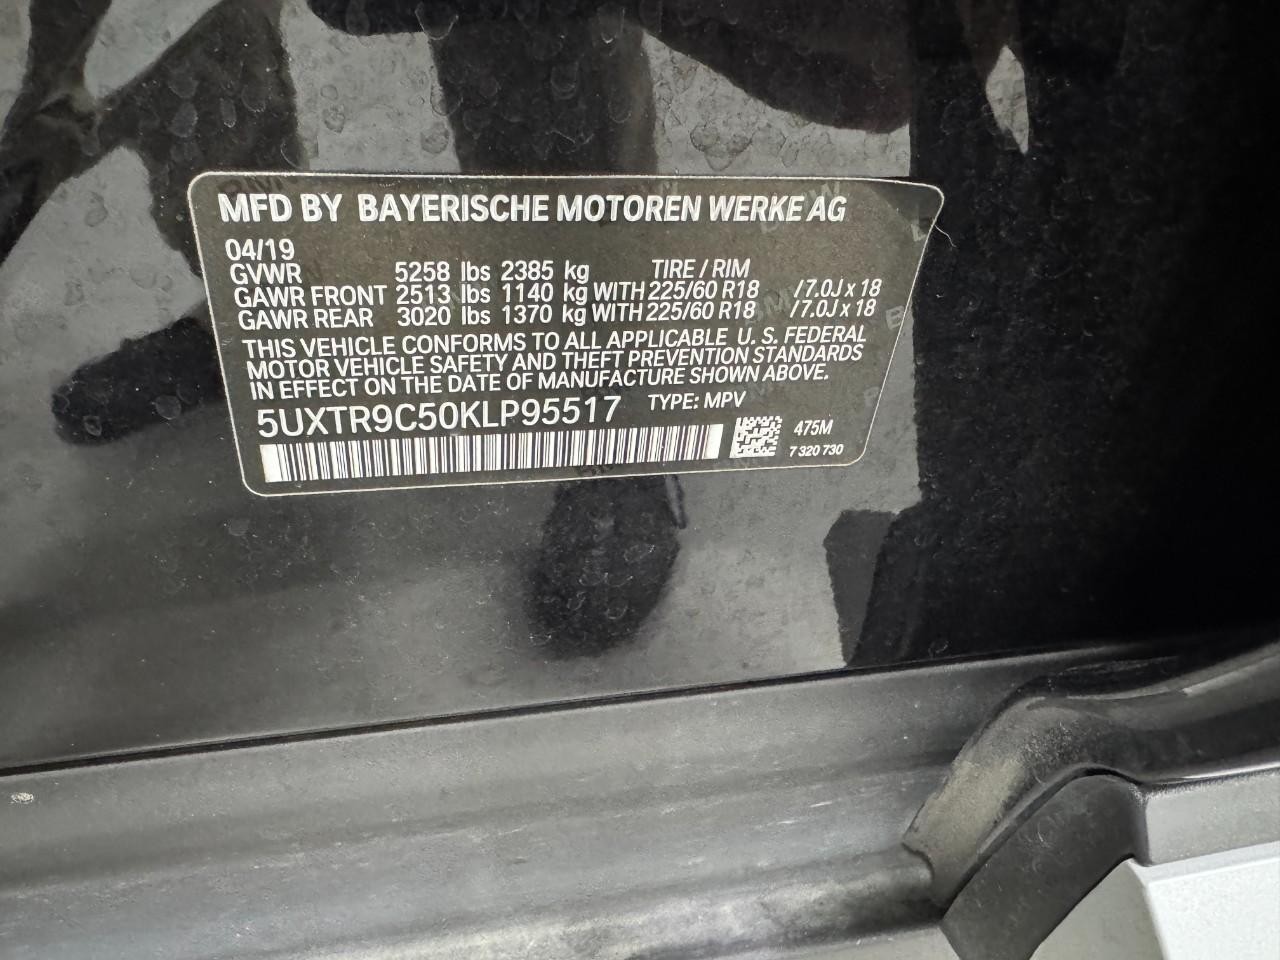 MFD BY BAYERISCHE MOTOREN WERKE AG
04/19
GVWR 5258 lbs 2385 kg TIRE / RIM
GAWR FRONT 2513 lbs 1140 kg WITH 225/60 R18 /7.0J x 18
GAWR REAR 3020 lbs 1370 kg WITH 225/60 R18 /7.0J x 18
THIS VEHICLE CONFORMS TO ALL APPLICABLE U. S. FEDERAL
MOTOR VEHICLE SAFETY AND THEFT PREVENTION STANDARDS
IN EFFECT ON THE DATE OF MANUFACTURE SHOWN ABOVE.
5UXTR9C50KLP95517 TYPE: MPV
475M
7 320 730